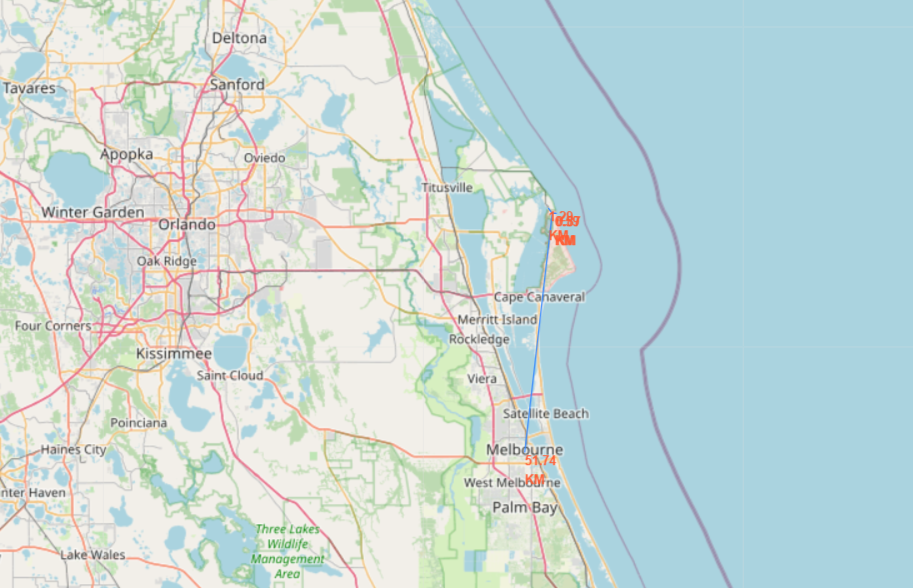 Deltona
Tavares
Sanford
Apopka
Oviedo
Titusville
Winter Garden
Orlando
Oak Ridge
Cape Canaveral
Merritt Island
Four Corners
Rockledge
Kissimmee
Saint Cloud
Viera
Satellite Beach
Poinciana
Haines City
Melbourne
51.74
KM
West Melbourne
nter Haven
Palm Bay
Three Lakes
Wildlife
Management
Area
Lake Wales